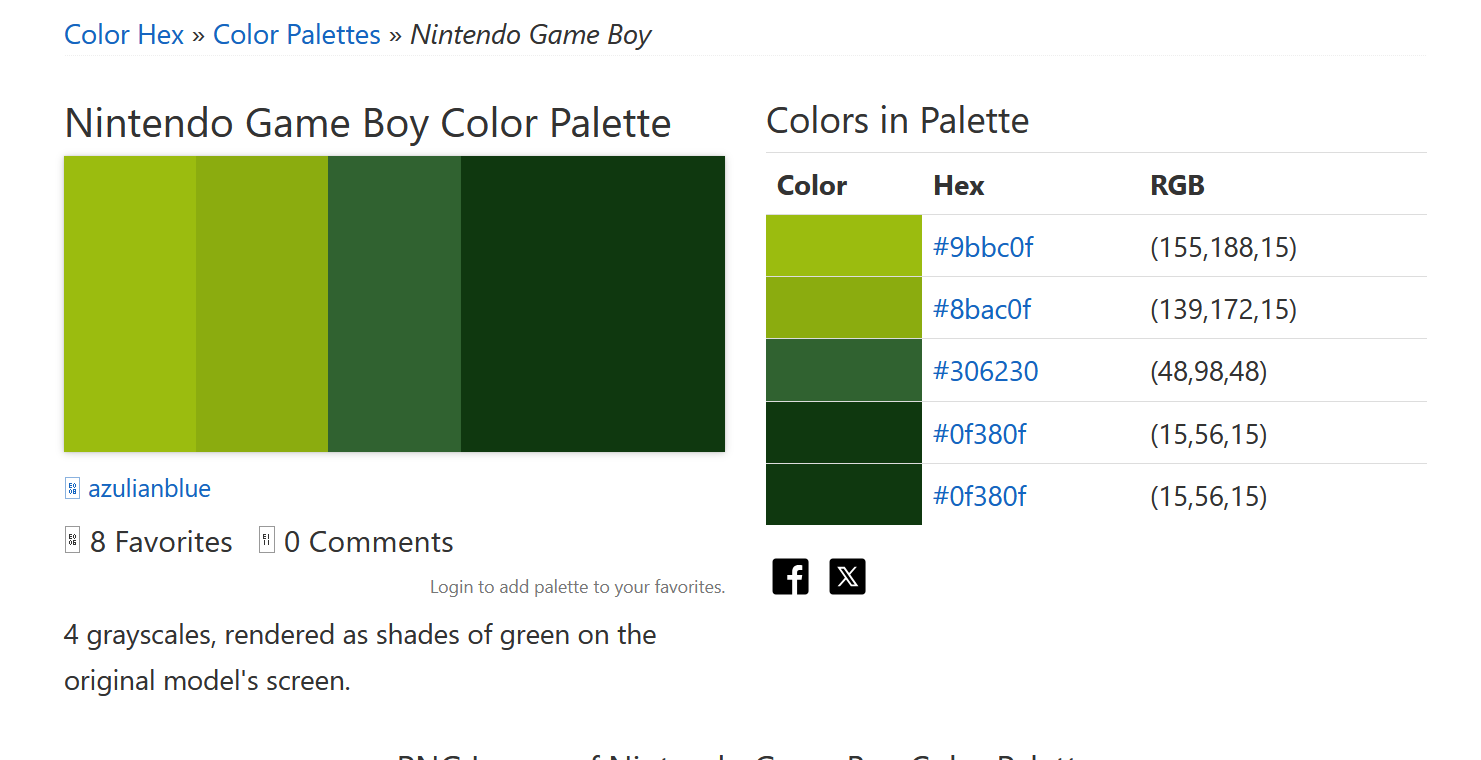 Color Hex » Color Palettes » Nintendo Game Boy
Nintendo Game Boy Color Palette
azulianblue
8 Favorites 0 Comments
Login to add palette to your favorites.
4 grayscales, rendered as shades of green on the
original model's screen.
Colors in Palette
Color Hex RGB
#9bbc0f (155,188,15)
#8bac0f (139,172,15)
#306230 (48,98,48)
#0f380f (15,56,15)
#0f380f (15,56,15)